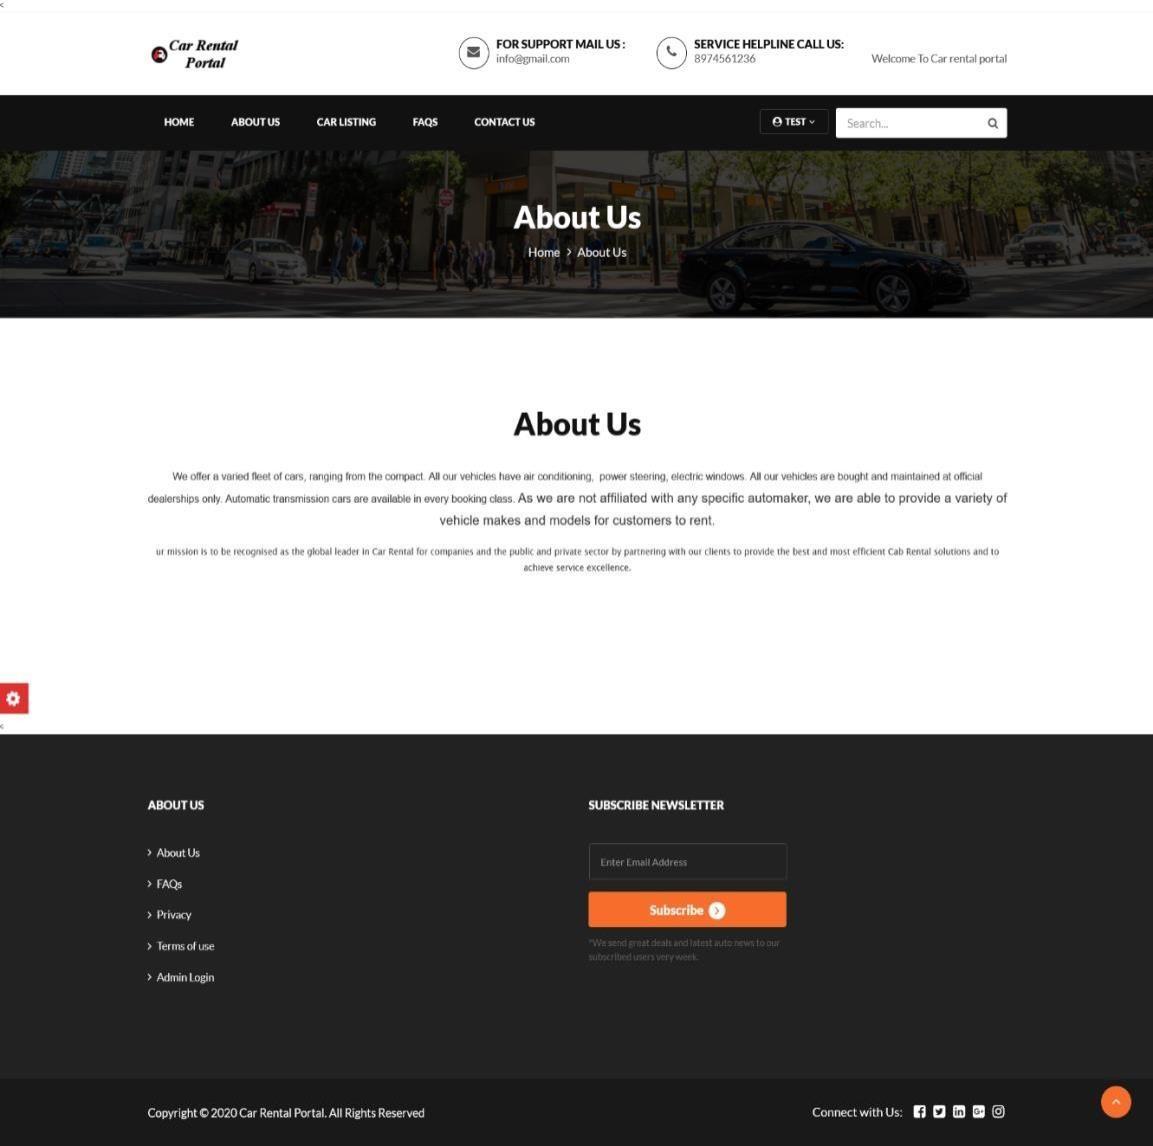 <
Car Rental
Portal
FOR SUPPORT MAIL US :
info@gmail.com
SERVICE HELPLINE CALL US:
8974561236
Welcome To Car rental portal
HOME
ABOUT US
CAR LISTING
FAQS
CONTACT US
TEST
Search...
About Us
Home > About Us
About Us
We offer a varied fleet of cars, ranging from the compact. All our vehicles have air conditioning,  power steering, electric windows. All our vehicles are bought and maintained at official
dealerships only. Automatic transmission cars are available in every booking class. As we are not affiliated with any specific automaker, we are able to provide a variety of
vehicle makes and models for customers to rent.
ur mission is to be recognised as the global leader in Car Rental for companies and the public and private sector by partnering with our clients to provide the best and most efficient Cab Rental solutions and to
achieve service excellence.
<
ABOUT US
> About Us
> FAQs
> Privacy
> Terms of use
> Admin Login
SUBSCRIBE NEWSLETTER
Enter Email Address
Subscribe
*We send great deals and latest auto news to our
subscribed users very week.
Copyright © 2020 Car Rental Portal. All Rights Reserved
Connect with Us: